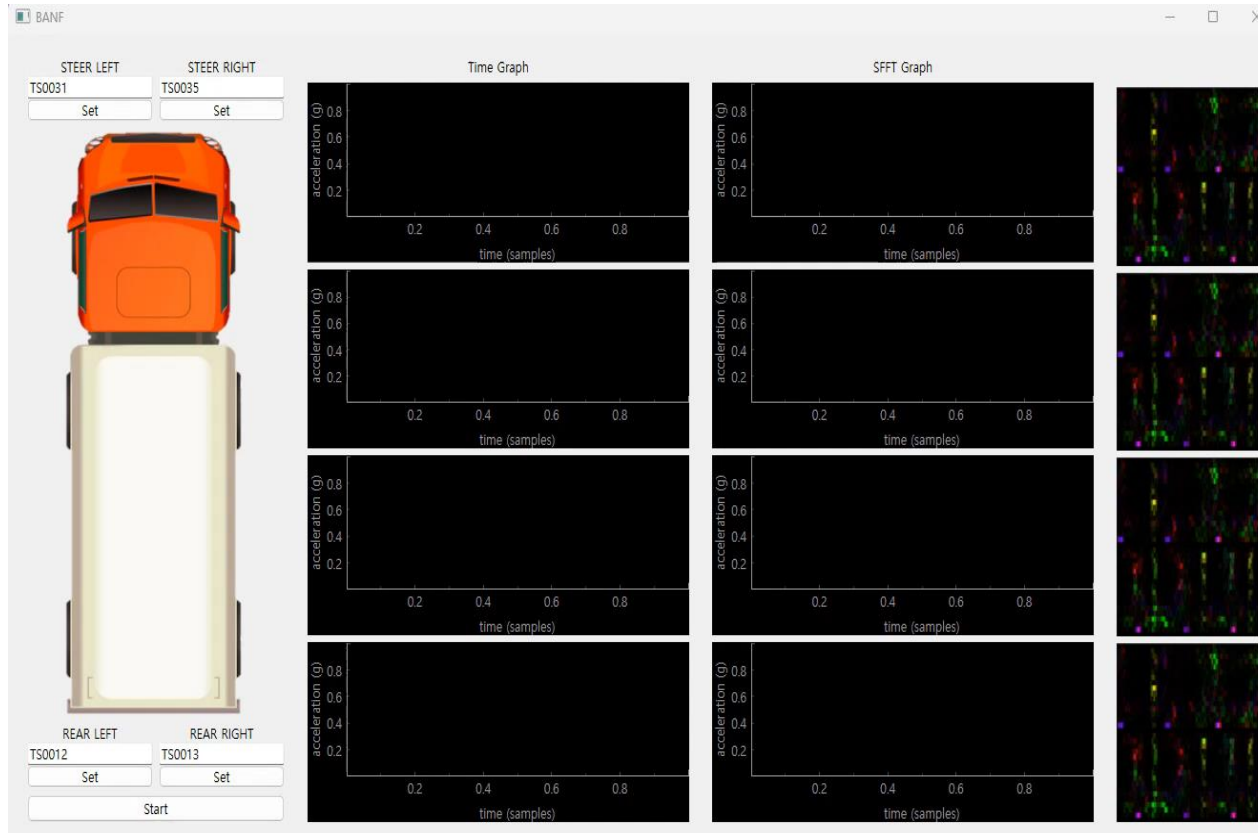 BANF
STEER LEFT
STEER RIGHT
TS0031
TS0035
Set
Set
REAR LEFT
REAR RIGHT
TS0012
TS0013
Set
Set
Start
Time Graph
SFFT Graph
acceleration (g)
0.8
0.6
0.4
0.2
0.2 0.4 0.6 0.8
time (samples)
acceleration (g)
0.8
0.6
0.4
0.2
0.2 0.4 0.6 0.8
time (samples)
acceleration (g)
0.8
0.6
0.4
0.2
0.2 0.4 0.6 0.8
time (samples)
acceleration (g)
0.8
0.6
0.4
0.2
0.2 0.4 0.6 0.8
time (samples)
acceleration (g)
0.8
0.6
0.4
0.2
0.2 0.4 0.6 0.8
time (samples)
acceleration (g)
0.8
0.6
0.4
0.2
0.2 0.4 0.6 0.8
time (samples)
acceleration (g)
0.8
0.6
0.4
0.2
0.2 0.4 0.6 0.8
time (samples)
acceleration (g)
0.8
0.6
0.4
0.2
0.2 0.4 0.6 0.8
time (samples)